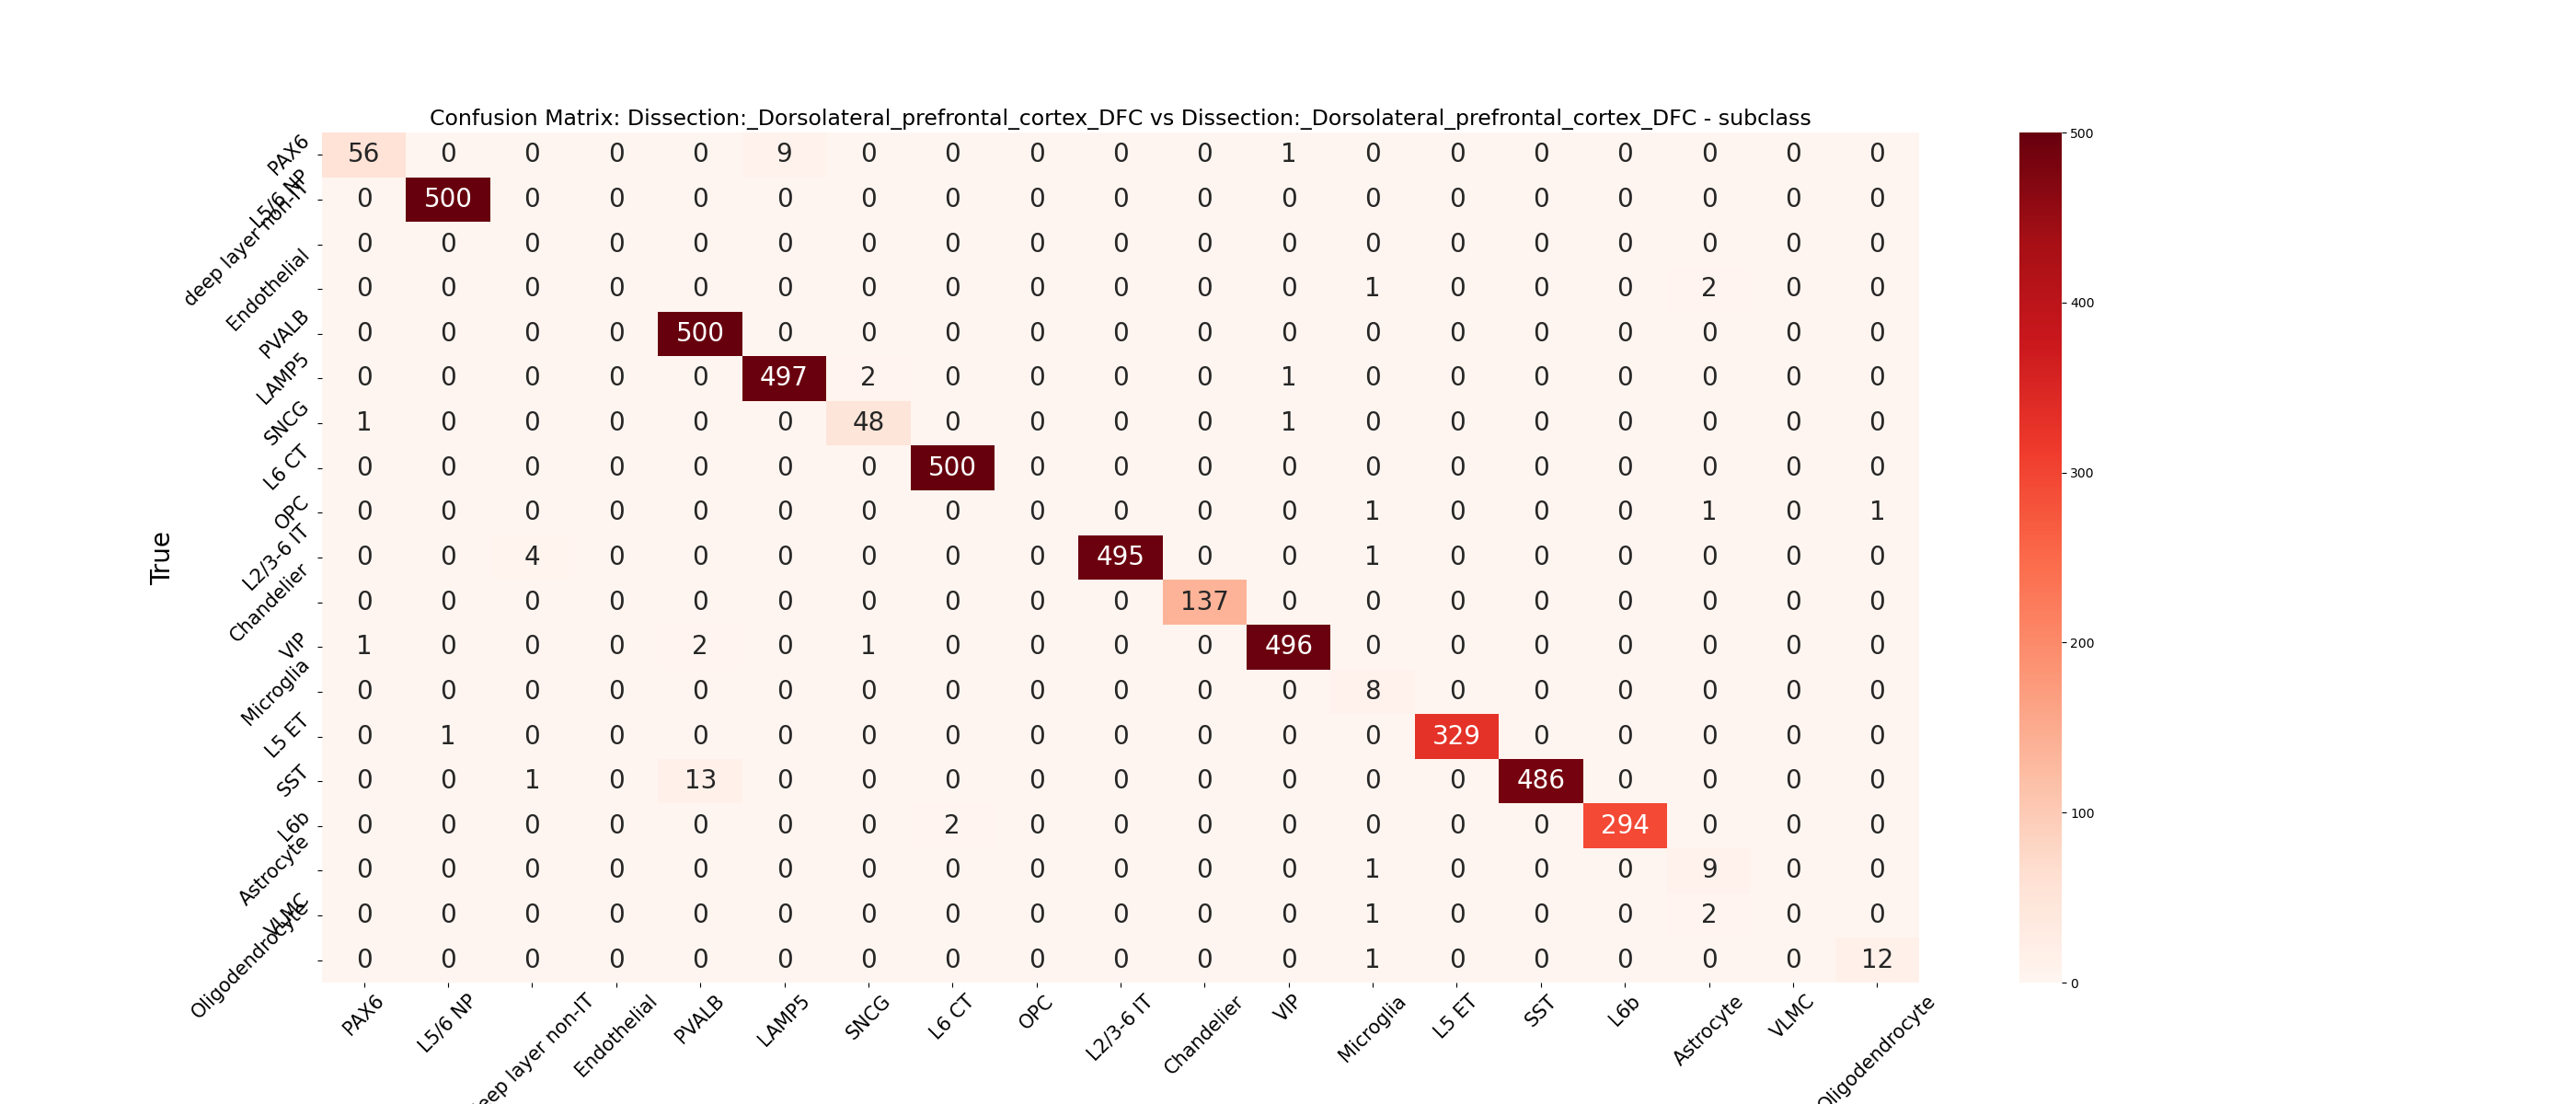 Confusion Matrix: Dissection:_Dorsolateral_prefrontal_cortex_DFC vs Dissection:_Dorsolateral_prefrontal_cortex_DFC - subclass
True
PAX6 56 0 0 0 0 9 0 0 0 0 0 1 0 0 0 0 0 0 0
L5/6 NP 0 500 0 0 0 0 0 0 0 0 0 0 0 0 0 0 0 0 0
deep layer non-IT 0 0 0 0 0 0 0 0 0 0 0 0 0 0 0 0 0 0 0
Endothelial 0 0 0 0 0 0 0 0 0 0 0 0 1 0 0 0 2 0 0
PVALB 0 0 0 0 500 0 0 0 0 0 0 0 0 0 0 0 0 0 0
LAMP5 0 0 0 0 0 497 2 0 0 0 0 1 0 0 0 0 0 0 0
SNCG 1 0 0 0 0 0 48 0 0 0 0 1 0 0 0 0 0 0 0
L6 CT 0 0 0 0 0 0 0 500 0 0 0 0 0 0 0 0 0 0 0
OPC 0 0 0 0 0 0 0 0 0 0 0 0 1 0 0 0 1 0 1
L2/3-6 IT 0 0 4 0 0 0 0 0 0 495 0 0 1 0 0 0 0 0 0
Chandelier 0 0 0 0 0 0 0 0 0 0 137 0 0 0 0 0 0 0 0
VIP 1 0 0 0 2 0 1 0 0 0 0 496 0 0 0 0 0 0 0
Microglia 0 0 0 0 0 0 0 0 0 0 0 0 8 0 0 0 0 0 0
L5 ET 0 1 0 0 0 0 0 0 0 0 0 0 0 329 0 0 0 0 0
SST 0 0 1 0 13 0 0 0 0 0 0 0 0 0 486 0 0 0 0
L6b 0 0 0 0 0 0 0 2 0 0 0 0 0 0 0 294 0 0 0
Astrocyte 0 0 0 0 0 0 0 0 0 0 0 0 1 0 0 0 9 0 0
VLMC 0 0 0 0 0 0 0 0 0 0 0 0 1 0 0 0 2 0 0
Oligodendrocyte 0 0 0 0 0 0 0 0 0 0 0 0 1 0 0 0 0 0 12
PAX6 L5/6 NP layer non-IT Endothelial PVALB LAMP5 SNCG L6 CT OPC L2/3-6 IT Chandelier VIP Microglia L5 ET SST L6b Astrocyte VLMC Oligodendrocyte
500
400
300
200
100
0